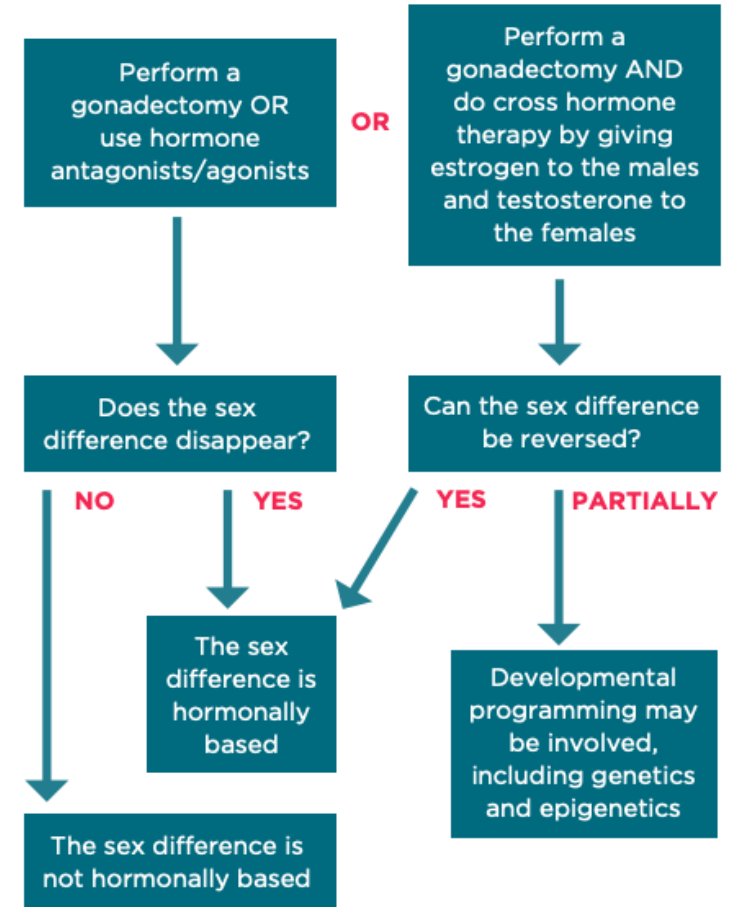 Perform a
gonadectomy OR
use hormone
antagonists/agonists
OR
Perform a
gonadectomy AND
do cross hormone
therapy by giving
estrogen to the males
and testosterone to
the females
Does the sex
difference disappear?
Can the sex difference
be reversed?
NO
YES
YES
PARTIALLY
The sex
difference is
hormonally
based
Developmental
programming may
be involved,
including genetics
and epigenetics
The sex difference is
not hormonally based